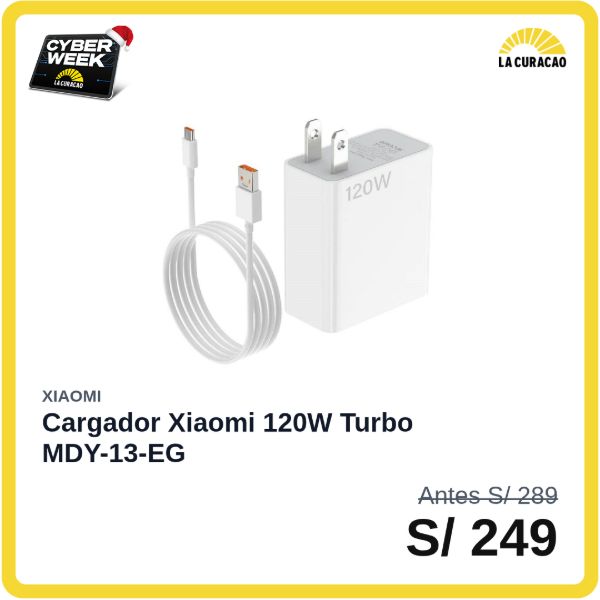 CYBER
WEEK
LA CURACAO
LA CURACAO
120W
XIAOMI
Cargador Xiaomi 120W Turbo
MDY-13-EG
Antes S/ 289
S/ 249